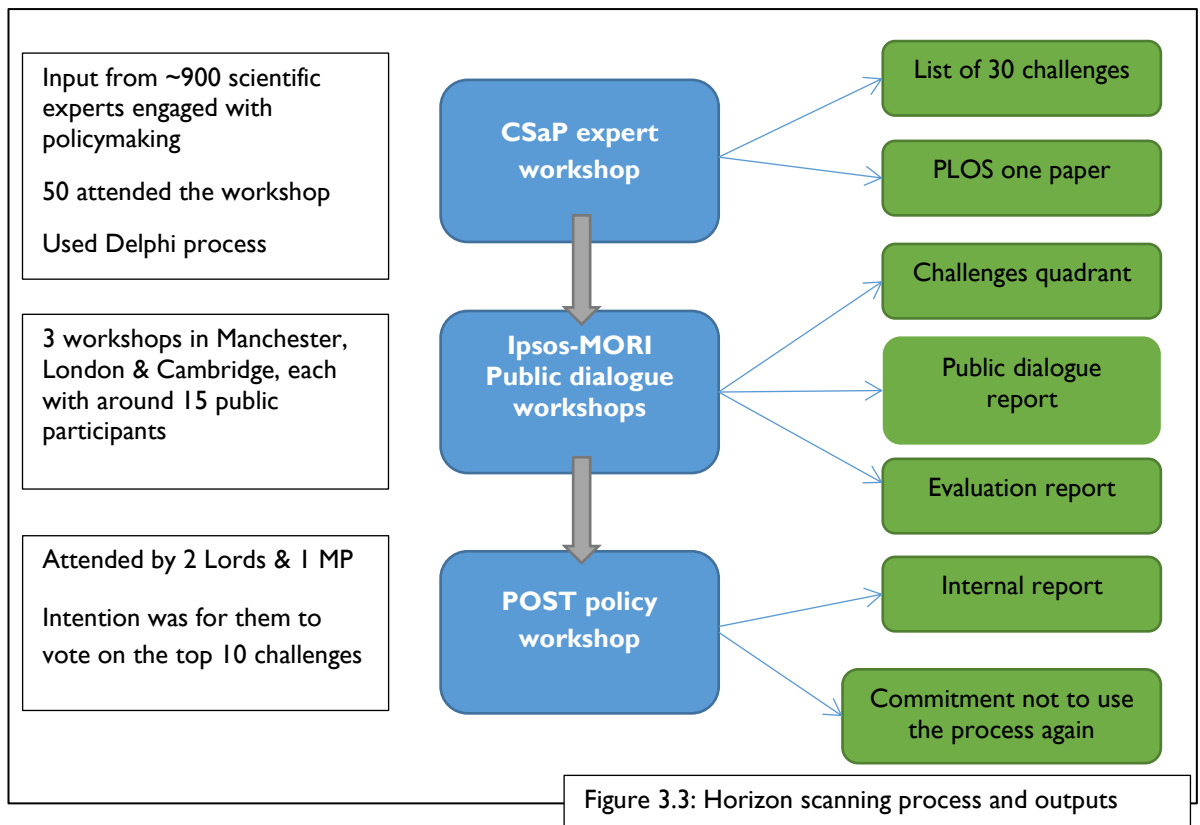 Input from ~900 scientific
experts engaged with
policymaking
50 attended the workshop
Used Delphi process
CSaP expert
workshop
List of 30 challenges
PLOS one paper
3 workshops in Manchester,
London & Cambridge, each
with around 15 public
participants
Ipsos-MORI
Public dialogue
workshops
Challenges quadrant
Public dialogue
report
Evaluation report
Attended by 2 Lords & 1 MP
Intention was for them to
vote on the top 10 challenges
POST policy
workshop
Internal report
Commitment not to use
the process again
Figure 3.3: Horizon scanning process and outputs